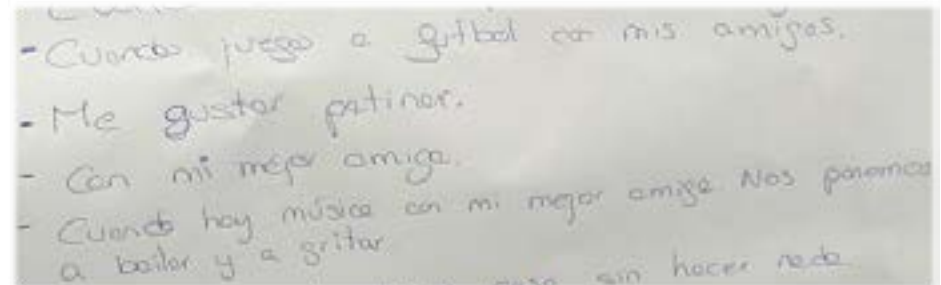 - Cuando juego a futbol con mis amigos.
- Me gustar patinar.
- Con mi mejor amiga.
- Cuando hay música con mi mejor amiga Nos ponemos
a bailar y a gritar
sin hacer nada